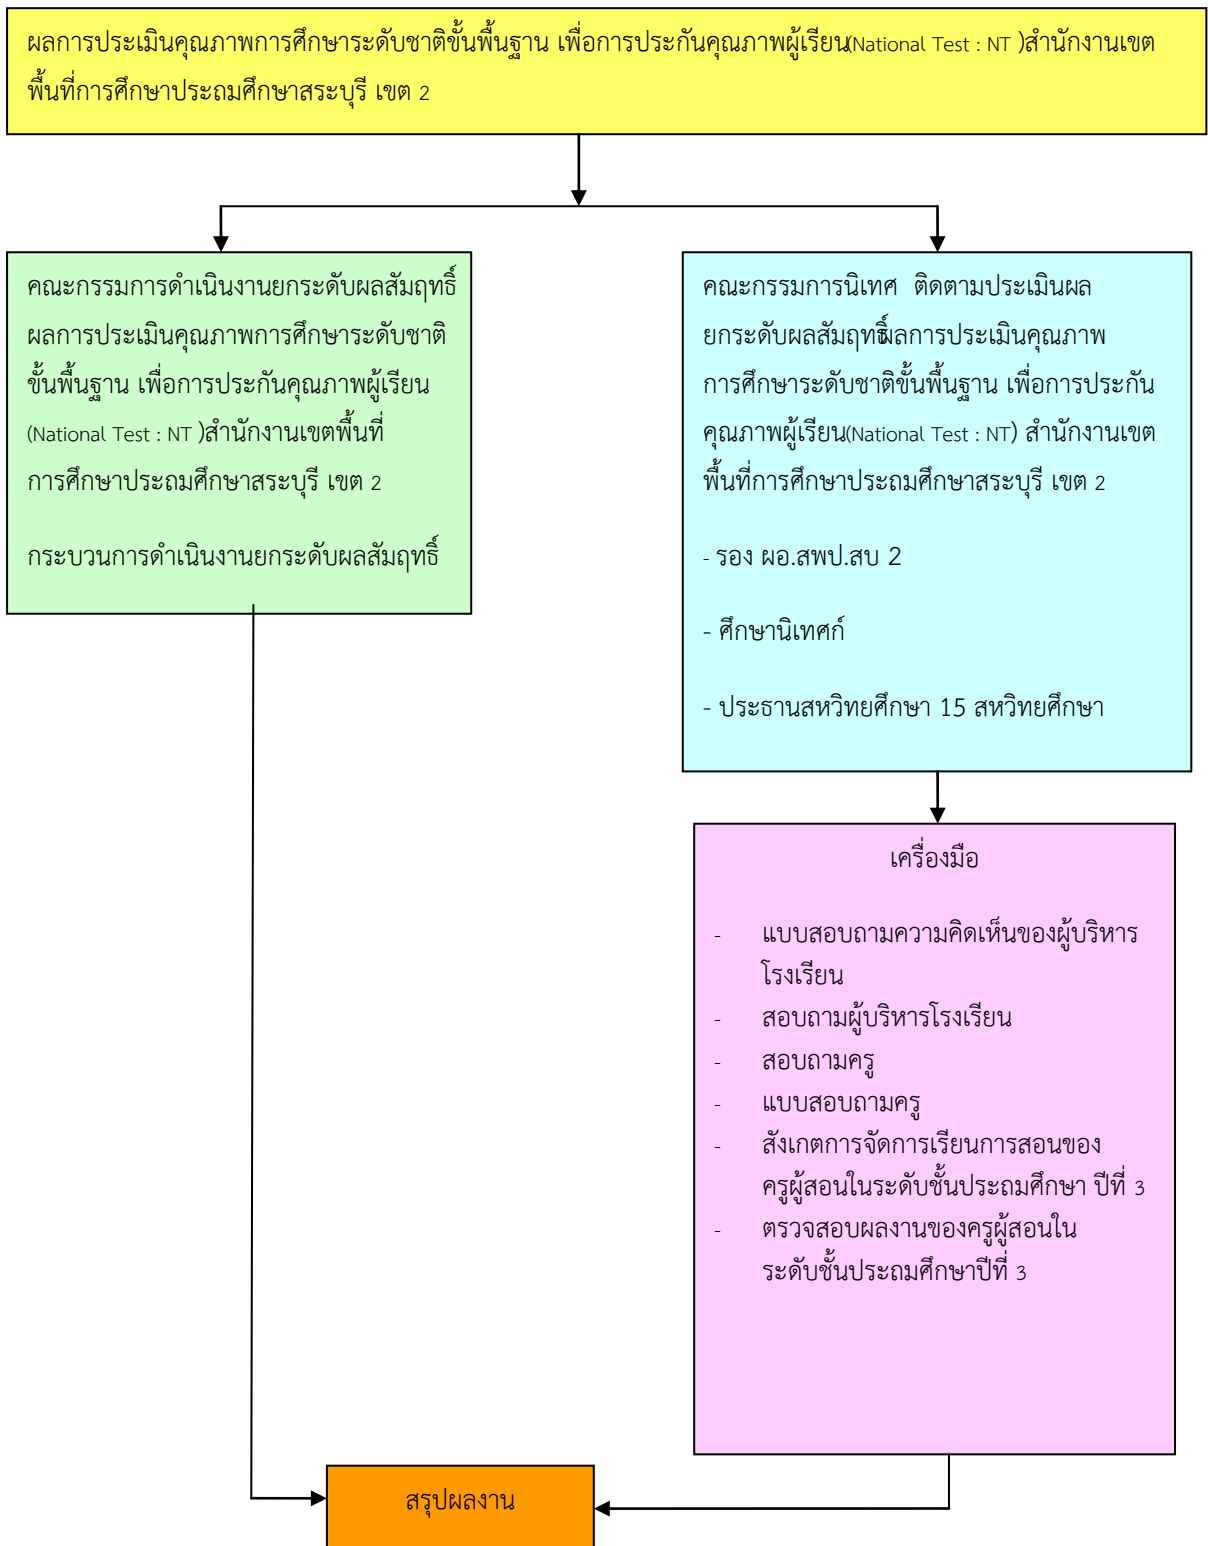 ผลการประเมินคุณภาพการศึกษาระดับชาติขั้นพื้นฐาน เพื่อการประกันคุณภาพผู้เรียน(National Test : NT )สำนักงานเขต
พื้นที่การศึกษาประถมศึกษาสระบุรี เขต 2
คณะกรรมการดำเนินงานยกระดับผลสัมฤทธิ์
ผลการประเมินคุณภาพการศึกษาระดับชาติ
ขั้นพื้นฐาน เพื่อการประกันคุณภาพผู้เรียน
(National Test : NT )สำนักงานเขตพื้นที่
การศึกษาประถมศึกษาสระบุรี เขต 2
กระบวนการดำเนินงานยกระดับผลสัมฤทธิ์
คณะกรรมการนิเทศ ติดตามประเมินผล
ยกระดับผลสัมฤทธิ์ผลการประเมินคุณภาพ
การศึกษาระดับชาติขั้นพื้นฐาน เพื่อการประกัน
คุณภาพผู้เรียน(National Test : NT) สำนักงานเขต
พื้นที่การศึกษาประถมศึกษาสระบุรี เขต 2
- รอง ผอ.สพป.สบ 2
- ศึกษานิเทศก์
- ประธานสหวิทยศึกษา 15 สหวิทยศึกษา
เครื่องมือ
- แบบสอบถามความคิดเห็นของผู้บริหาร
โรงเรียน
- สอบถามผู้บริหารโรงเรียน
- สอบถามครู
- แบบสอบถามครู
- สังเกตการจัดการเรียนการสอนของ
ครูผู้สอนในระดับชั้นประถมศึกษา ปีที่ 3
- ตรวจสอบผลงานของครูผู้สอนใน
ระดับชั้นประถมศึกษาปีที่ 3
สรุปผลงาน